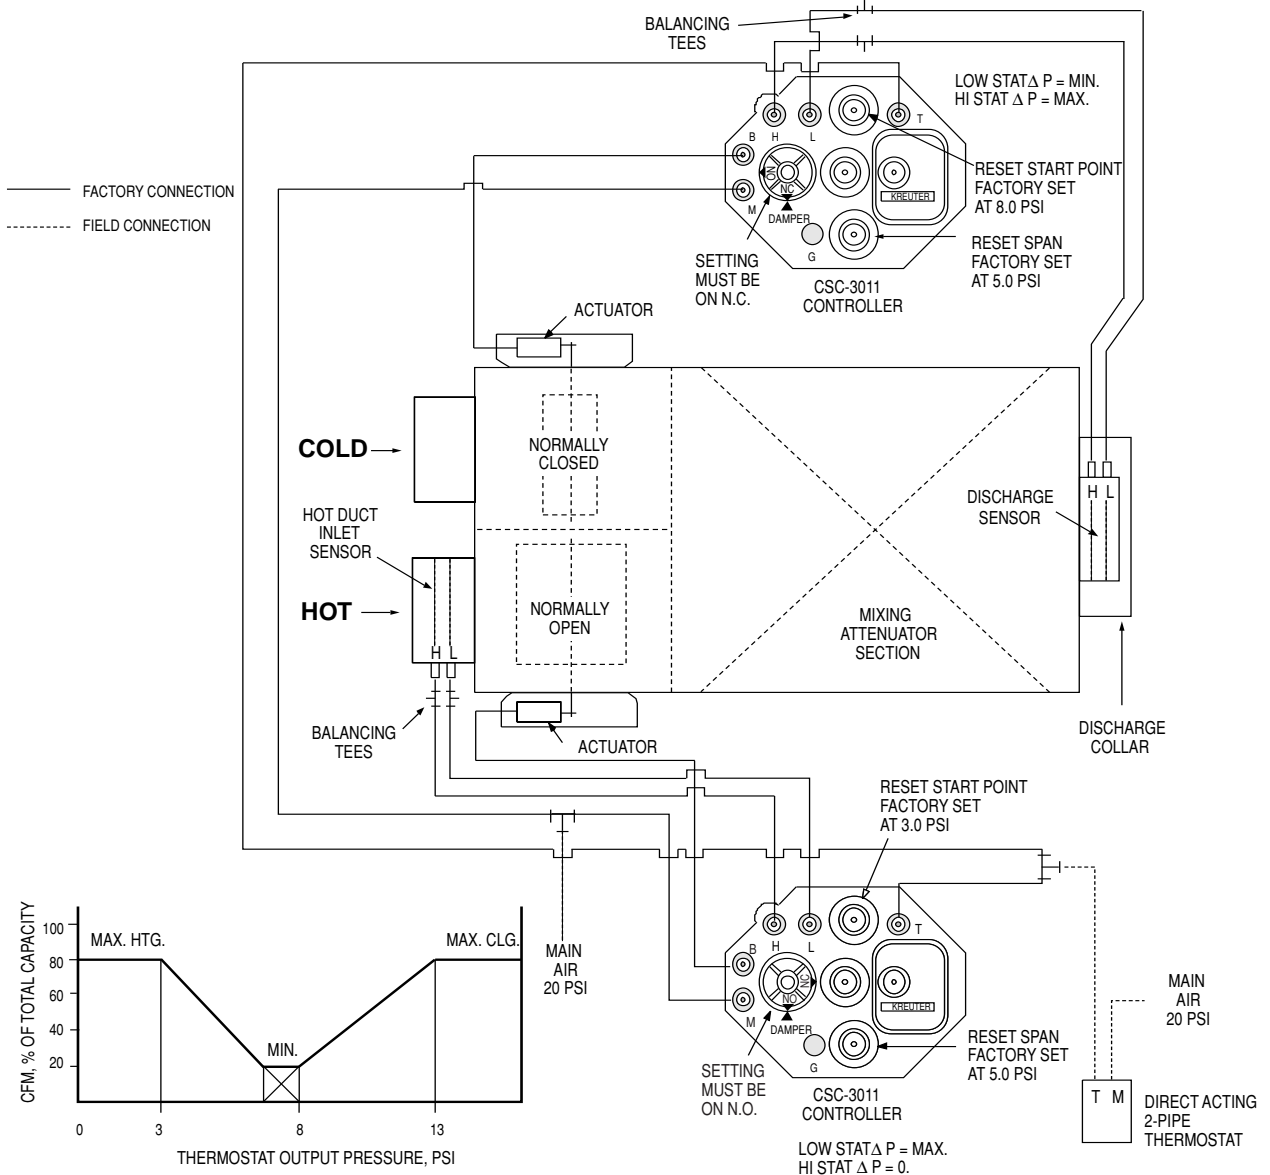 BALANCING
TEES
LOW STAT Δ P = MIN.
HI STAT Δ P = MAX.
T
B
H
L
NO
NC
KREUTER
M
DAMPER
G
RESET START POINT
FACTORY SET
AT 8.0 PSI
FACTORY CONNECTION
FIELD CONNECTION
SETTING
MUST BE
ON N.C.
RESET SPAN
FACTORY SET
AT 5.0 PSI
CSC-3011
CONTROLLER
ACTUATOR
COLD
NORMALLY
CLOSED
HOT DUCT
INLET
SENSOR
DISCHARGE
SENSOR
H L
HOT
NORMALLY
OPEN
MIXING
ATTENUATOR
SECTION
H L
BALANCING
TEES
ACTUATOR
DISCHARGE
COLLAR
RESET START POINT
FACTORY SET
AT 3.0 PSI
CFM, % OF TOTAL CAPACITY
100
80
60
40
20
MAX. HTG.
MAX. CLG.
MIN.
0
3
8
13
THERMOSTAT OUTPUT PRESSURE, PSI
MAIN
AIR
20 PSI
B
H
L
T
NC
NO
KREUTER
M
DAMPER
G
SETTING
MUST BE
ON N.O.
RESET SPAN
FACTORY SET
AT 5.0 PSI
CSC-3011
CONTROLLER
LOW STAT Δ P = MAX.
HI STAT Δ P = 0.
MAIN
AIR
20 PSI
T M
DIRECT ACTING
2-PIPE
THERMOSTAT